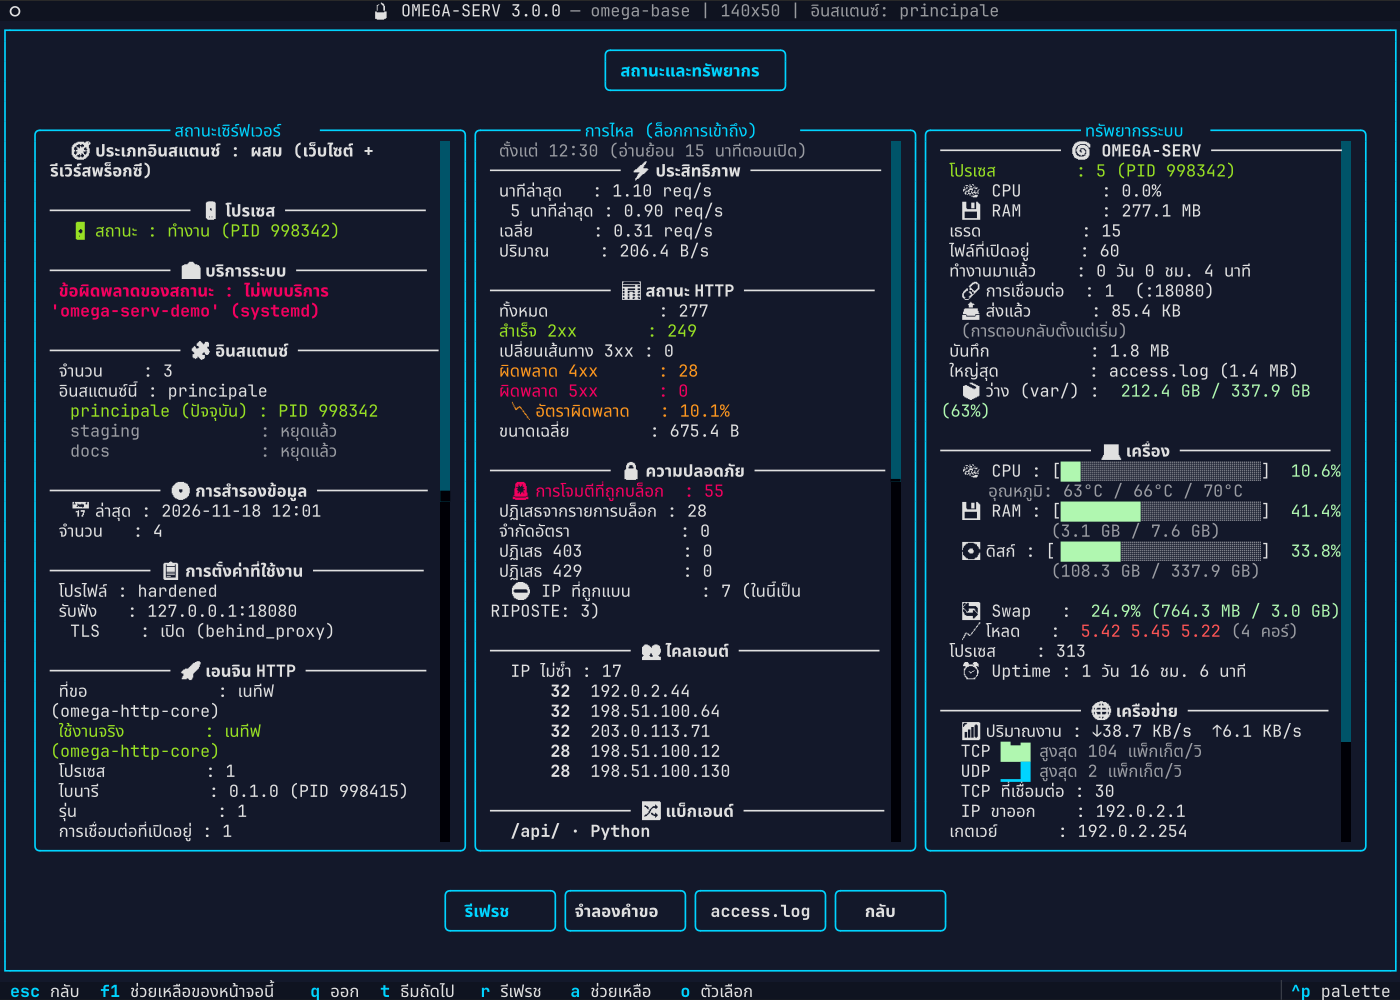 OMEGA-SERV 3.0.0 — omega-base | 140x50 | อินสแตนซ์: principale
สถานะและทรัพยากร
สถานะเซิร์ฟเวอร์
ประเภทอินสแตนซ์ : ผสม (เว็บไซต์ +
รีเวิร์สพร็อกซี)
โปรเซส
สถานะ : ทำงาน (PID 998342)
บริการระบบ
ข้อผิดพลาดของสถานะ : ไม่พบบริการ
'omega-serv-demo' (systemd)
อินสแตนซ์
จำนวน : 3
อินสแตนซ์นี้ : principale
principale (ปัจจุบัน) : PID 998342
staging : หยุดแล้ว
docs : หยุดแล้ว
การสำรองข้อมูล
ล่าสุด : 2026-11-18 12:01
จำนวน : 4
การตั้งค่าที่ใช้งาน
โปรไฟล์ : hardened
รับฟัง : 127.0.0.1:18080
TLS : เปิด (behind_proxy)
เอนจิน HTTP
ที่ขอ : เนทีฟ
(omega-http-core)
ใช้งานจริง : เนทีฟ
(omega-http-core)
โปรเซส : 1
ไบนารี : 0.1.0 (PID 998415)
รุ่น : 1
การเชื่อมต่อที่เปิดอยู่ : 1
การไหล (ล็อกการเข้าถึง)
ตั้งแต่ 12:30 (อ่านย้อน 15 นาทีตอนเปิด)
ประสิทธิภาพ
นาทีล่าสุด : 1.10 req/s
5 นาทีล่าสุด : 0.90 req/s
เฉลี่ย : 0.31 req/s
ปริมาณ : 206.4 B/s
สถานะ HTTP
ทั้งหมด : 277
สำเร็จ 2xx : 249
เปลี่ยนเส้นทาง 3xx : 0
ผิดพลาด 4xx : 28
ผิดพลาด 5xx : 0
อัตราผิดพลาด : 10.1%
ขนาดเฉลี่ย : 675.4 B
ความปลอดภัย
การโจมตีที่ถูกบล็อก : 55
ปฏิเสธจากรายการบล็อก : 28
จำกัดอัตรา : 0
ปฏิเสธ 403 : 0
ปฏิเสธ 429 : 0
IP ที่ถูกแบน : 7 (ในนี้เป็น
RIPOSTE: 3)
ไคลเอนต์
IP ไม่ซ้ำ : 17
32 192.0.2.44
32 198.51.100.64
32 203.0.113.71
28 198.51.100.12
28 198.51.100.130
แบ็กเอนด์
/api/ · Python
ทรัพยากรระบบ
OMEGA-SERV
โปรเซส : 5 (PID 998342)
CPU : 0.0%
RAM : 277.1 MB
เธรด : 15
ไฟล์ที่เปิดอยู่ : 60
ทำงานมาแล้ว : 0 วัน 0 ชม. 4 นาที
การเชื่อมต่อ : 1 (:18080)
ส่งแล้ว : 85.4 KB
(การตอบกลับตั้งแต่เริ่ม)
บันทึก : 1.8 MB
ใหญ่สุด : access.log (1.4 MB)
ว่าง (var/) : 212.4 GB / 337.9 GB
(63%)
เครื่อง
CPU : [ ] 10.6%
อุณหภูมิ: 63°C / 66°C / 70°C
RAM : [ ] 41.4%
(3.1 GB / 7.6 GB)
ดิสก์ : [ ] 33.8%
(108.3 GB / 337.9 GB)
Swap : 24.9% (764.3 MB / 3.0 GB)
โหลด : 5.42 5.45 5.22 (4 คอร์)
โปรเซส : 313
Uptime : 1 วัน 16 ชม. 6 นาที
เครือข่าย
ปริมาณงาน : ↓38.7 KB/s ↑6.1 KB/s
TCP สูงสุด 104 แพ็กเก็ต/วิ
UDP สูงสุด 2 แพ็กเก็ต/วิ
TCP ที่เชื่อมต่อ : 30
IP ขาออก : 192.0.2.1
เกตเวย์ : 192.0.2.254
รีเฟรช จำลองคำขอ access.log กลับ
esc กลับ f1 ช่วยเหลือของหน้าจอนี้ q ออก t ธีมถัดไป r รีเฟรช a ช่วยเหลือ o ตัวเลือก ^p palette